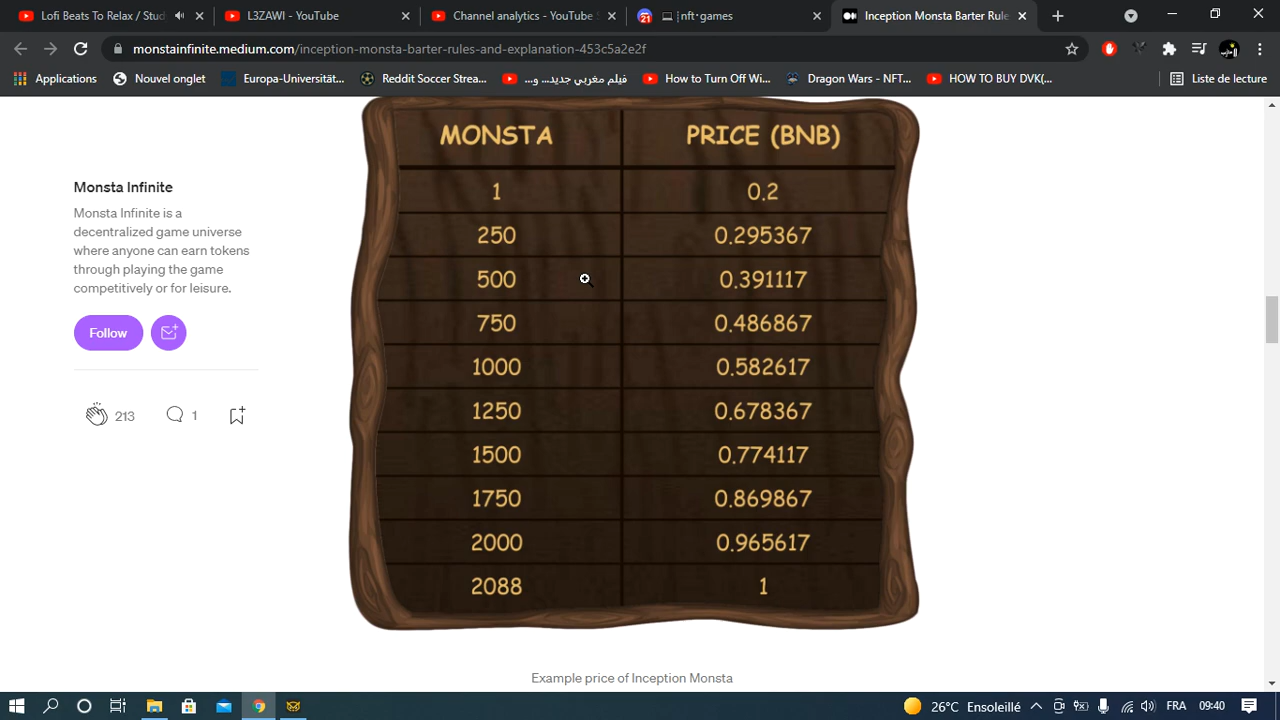 Lofi Beats To Relax / Stud
L3ZAWI - YouTube
Channel analytics - YouTube S
21
nft·games
Inception Monsta Barter Rule
monstainfinite.medium.com/inception-monsta-barter-rules-and-explanation-453c5a2e2f
Applications
Nouvel onglet
Europa-Universität...
Reddit Soccer Strea...
فيلم مغربي جديد... و...
How to Turn Off Wi...
Dragon Wars - NFT...
HOW TO BUY DVK(...
Liste de lecture
Monsta Infinite
Monsta Infinite is a
decentralized game universe
where anyone can earn tokens
through playing the game
competitively or for leisure.
Follow
213
1
MONSTA PRICE (BNB)
1 0.2
250 0.295367
500 0.391117
750 0.486867
1000 0.582617
1250 0.678367
1500 0.774117
1750 0.869867
2000 0.965617
2088 1
Example price of Inception Monsta
26°C Ensoleillé
FRA
09:40